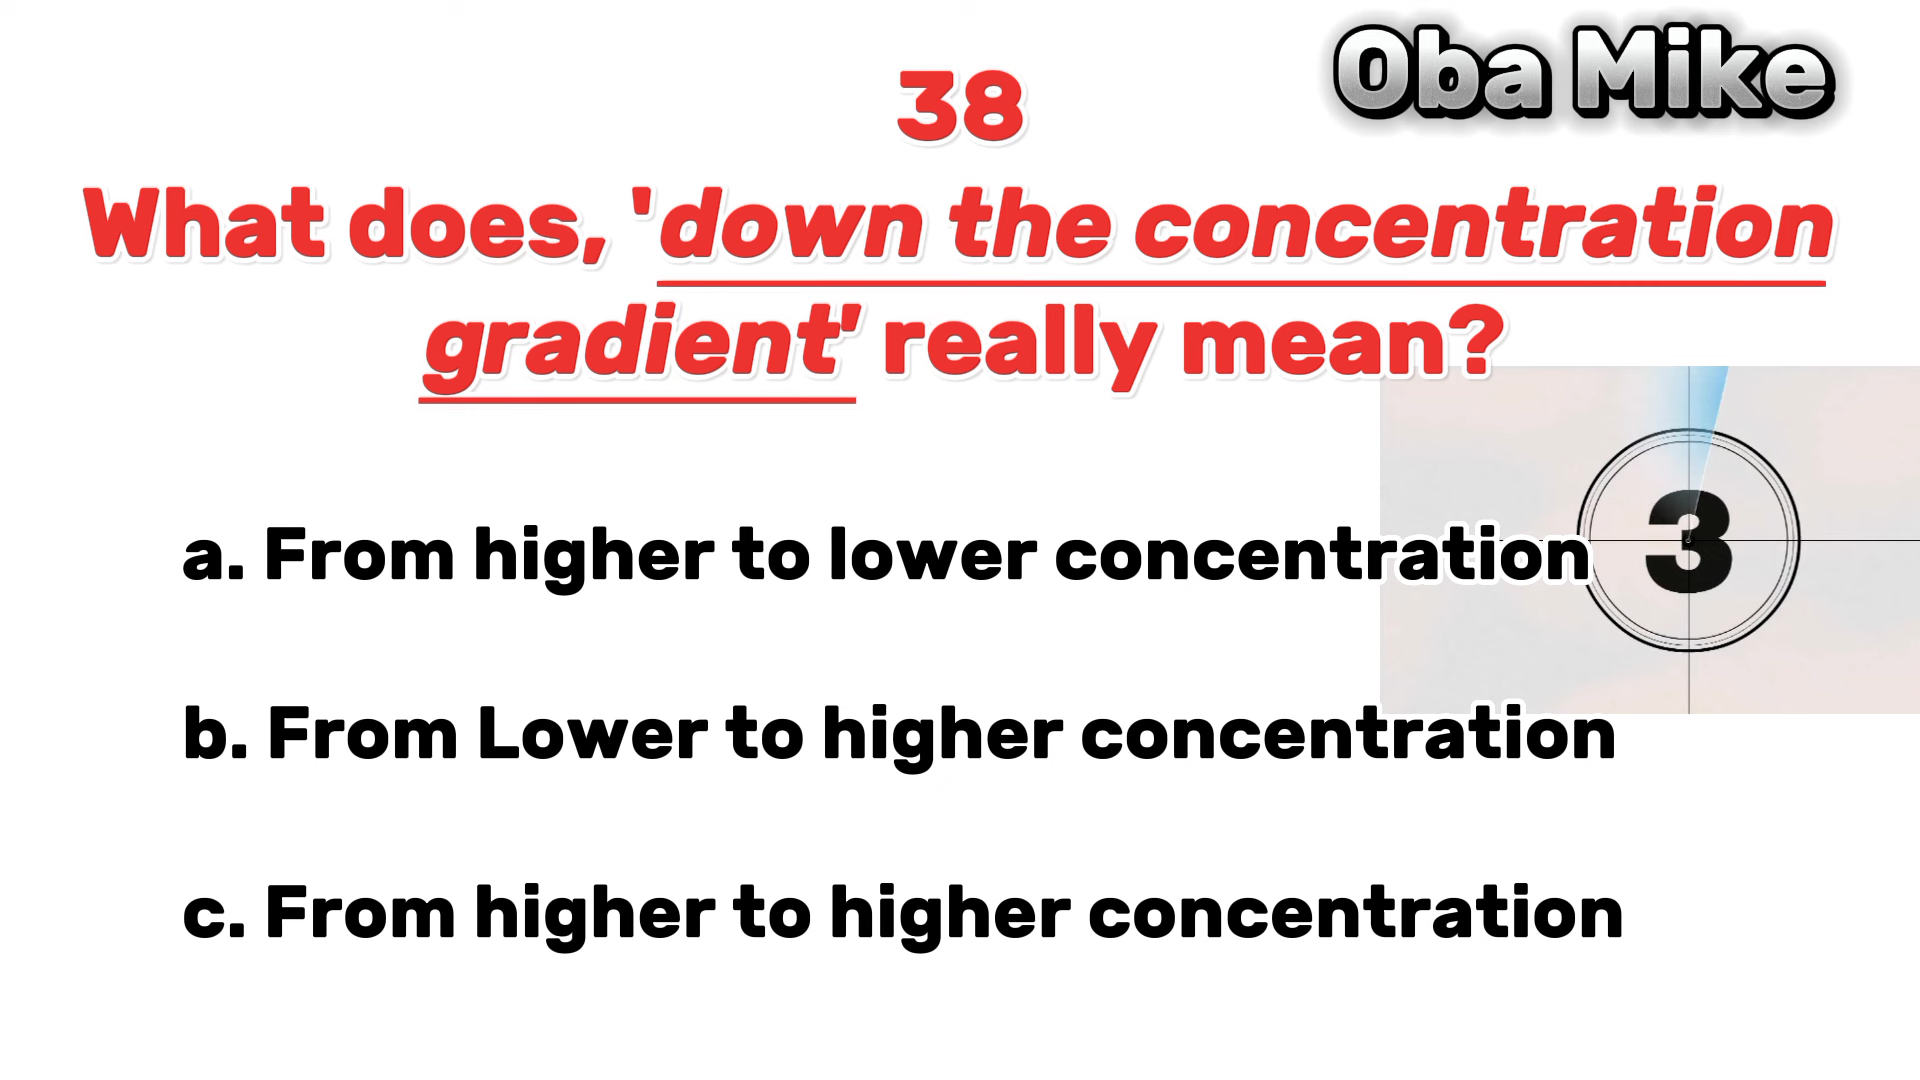 Oba Mike
38
What does, 'down the concentration
gradient' really mean?
3
a. From higher to lower concentration
b. From Lower to higher concentration
c. From higher to higher concentration